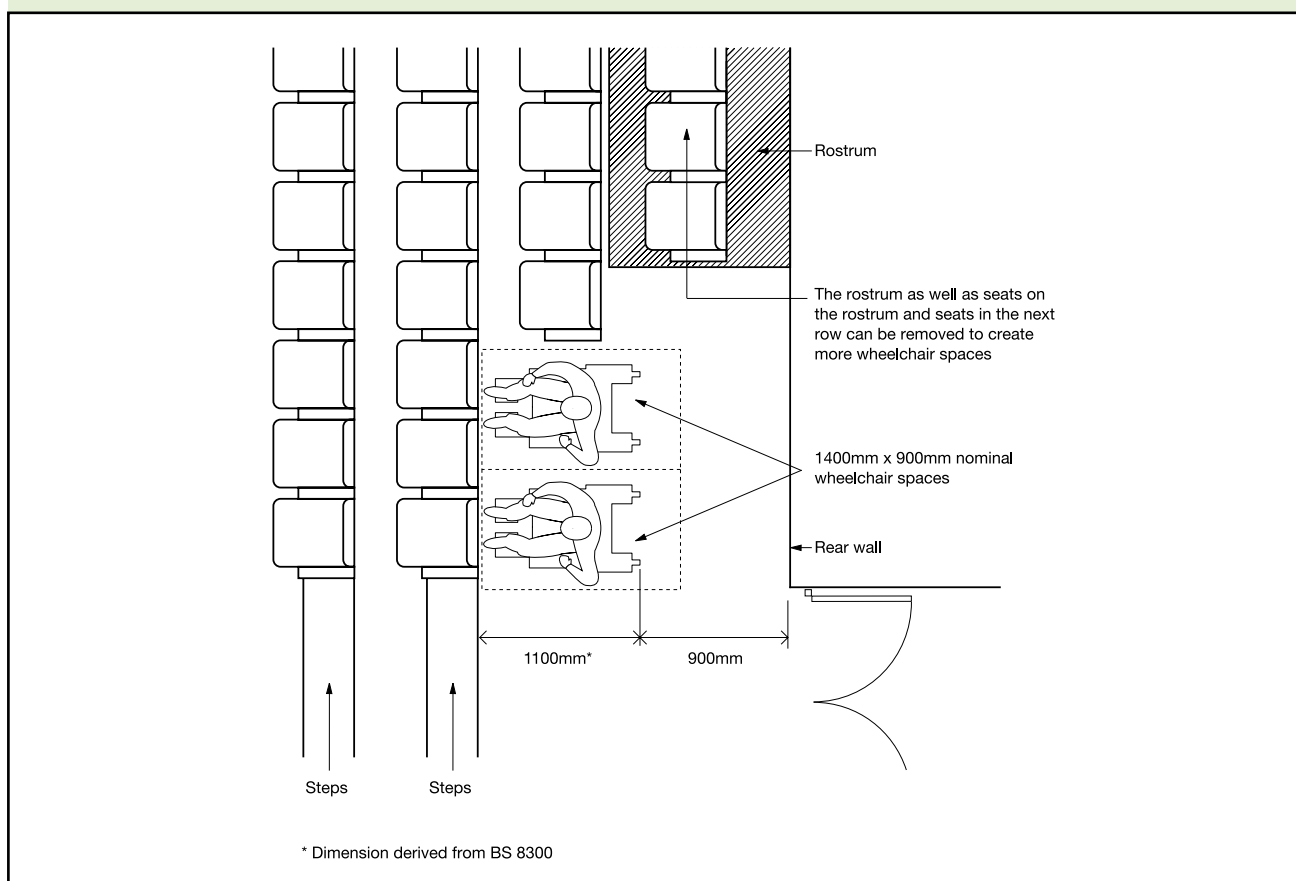 Rostrum
The rostrum as well as seats on
the rostrum and seats in the next
row can be removed to create
more wheelchair spaces
1400mm x 900mm nominal
wheelchair spaces
Rear wall
1100mm*
900mm
Steps
Steps
* Dimension derived from BS 8300